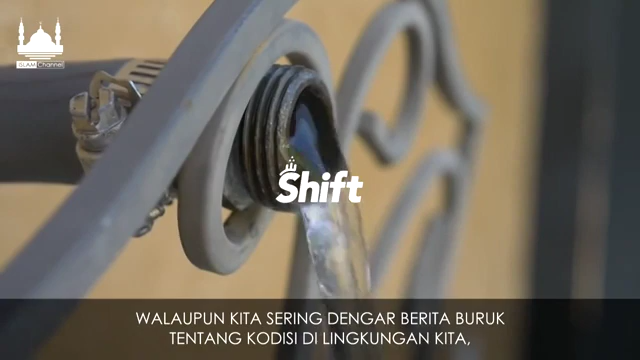 ISLAM Channel
Shift
WALAUPUN KITA SERING DENGAR BERITA BURUK
TENTANG KODISI DI LINGKUNGAN KITA,